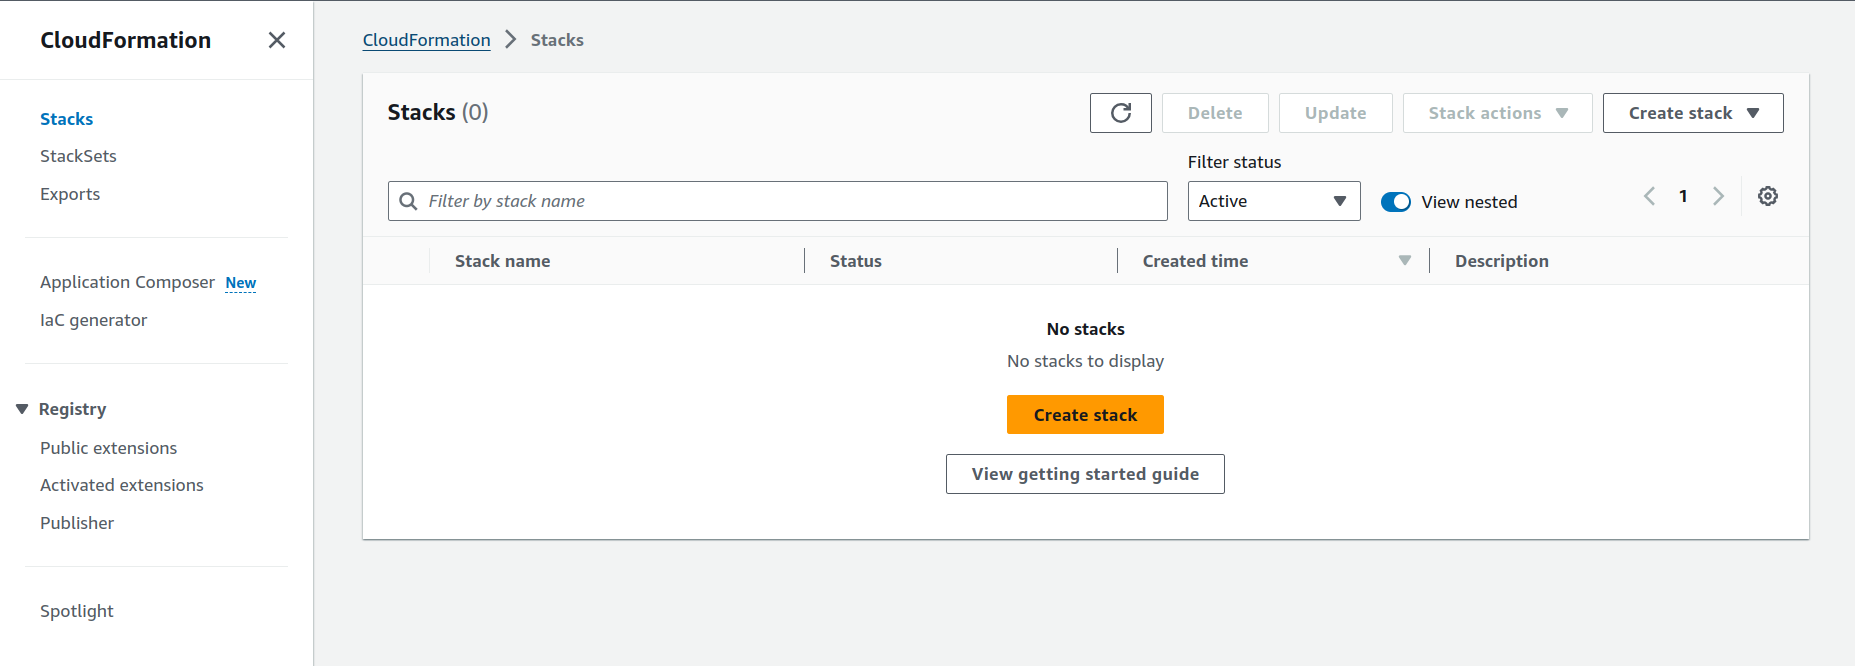 CloudFormation
Stacks
StackSets
Exports
Application Composer New
IaC generator
Registry
Public extensions
Activated extensions
Publisher
Spotlight
CloudFormation Stacks
Stacks (0)
Delete
Update
Stack actions
Create stack
Filter by stack name
Filter status
Active
View nested
1
Stack name Status Created time Description
No stacks
No stacks to display
Create stack
View getting started guide